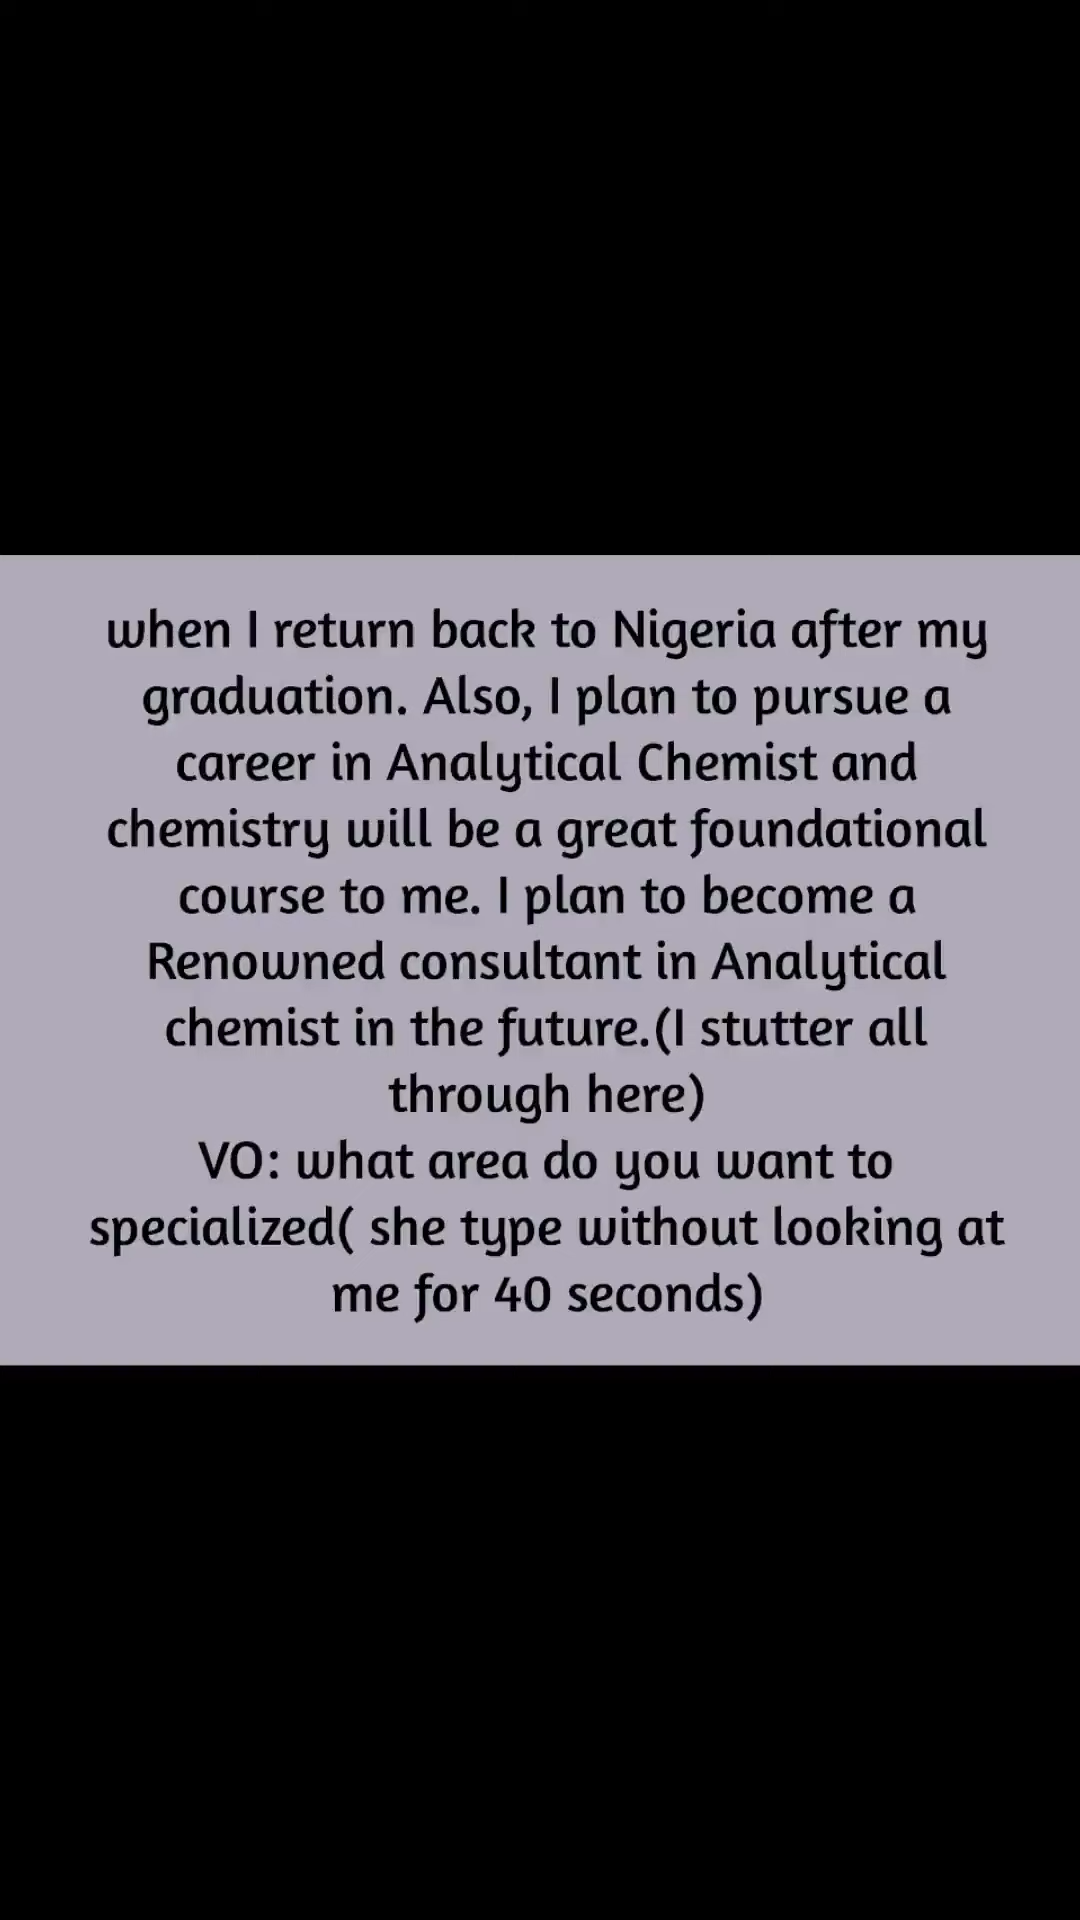 when I return back to Nigeria after my
graduation. Also, I plan to pursue a
career in Analytical Chemist and
chemistry will be a great foundational
course to me. I plan to become a
Renowned consultant in Analytical
chemist in the future.(I stutter all
through here)
VO: what area do you want to
specialized( she type without looking at
me for 40 seconds)